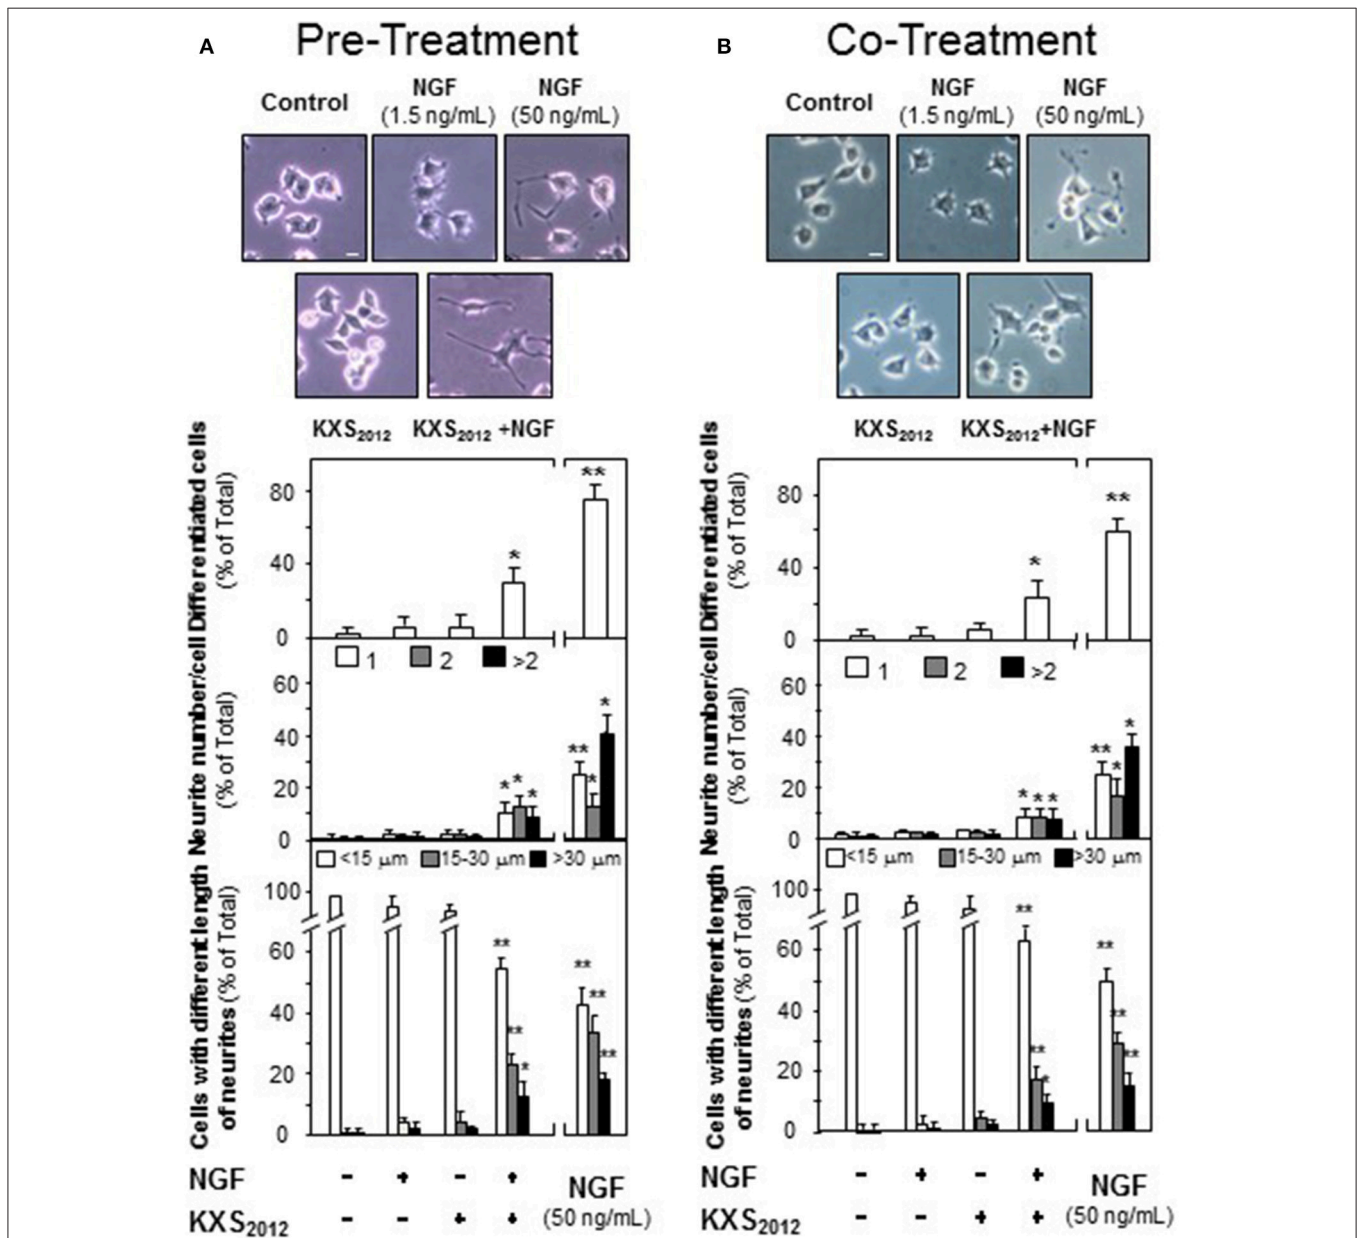 A Pre-Treatment
Control
NGF
(1.5 ng/mL)
NGF
(50 ng/mL)
KXS2012
KXS2012 +NGF
Differentiated cells
(% of Total)
80
40
0
**
*
1 2 >2
Neurite number/cell
(% of Total)
60
40
20
0
* * *
** * *
<15 μm 15-30 μm >30 μm
Cells with different length
of neurites (% of Total)
100
60
40
20
0
** ** *
** ** **
NGF - + - +
KXS2012 - - + +
NGF
(50 ng/mL)
B Co-Treatment
Control
NGF
(1.5 ng/mL)
NGF
(50 ng/mL)
KXS2012
KXS2012+NGF
Differentiated cells
(% of Total)
80
40
0
**
*
1 2 >2
Neurite number/cell
(% of Total)
60
40
20
0
* * *
** * *
<15 μm 15-30 μm >30 μm
Cells with different length
of neurites (% of Total)
100
60
40
20
0
** ** *
** ** **
NGF - + - +
KXS2012 - - + +
NGF
(50 ng/mL)